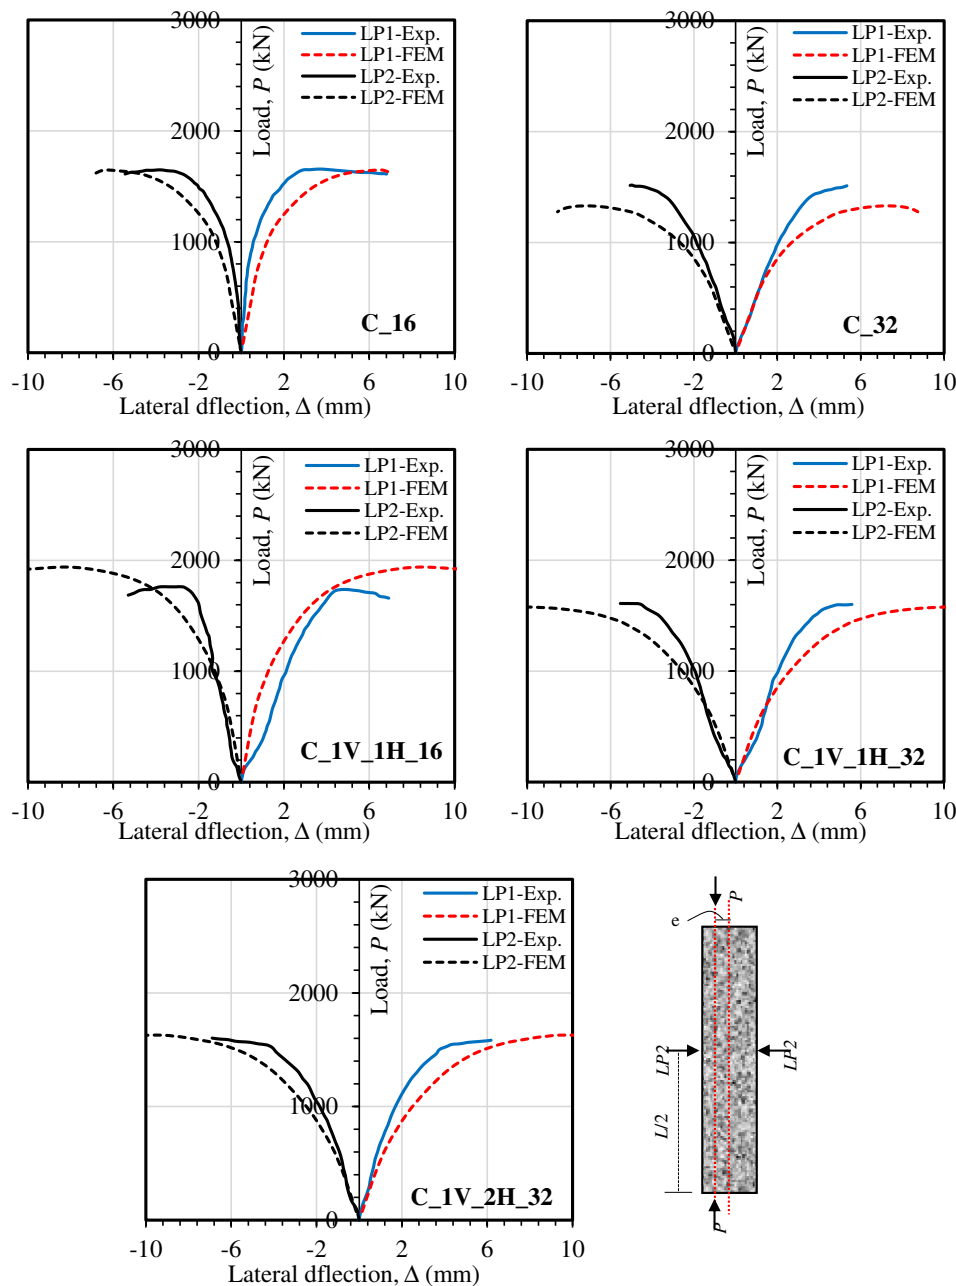 3000
LP1-Exp.
LP1-FEM
LP2-Exp.
LP2-FEM
Load, P (kN)
2000
1000
0
C_16
-10 -6 -2 2 6 10
Lateral dflection, Δ (mm)
3000
LP1-Exp.
LP1-FEM
LP2-Exp.
LP2-FEM
Load, P (kN)
2000
1000
0
C_32
-10 -6 -2 2 6 10
Lateral dflection, Δ (mm)
3000
LP1-Exp.
LP1-FEM
LP2-Exp.
LP2-FEM
Load, P (kN)
2000
1000
0
C_1V_1H_16
-10 -6 -2 2 6 10
Lateral dflection, Δ (mm)
3000
LP1-Exp.
LP1-FEM
LP2-Exp.
LP2-FEM
Load, P (kN)
2000
1000
0
C_1V_1H_32
-10 -6 -2 2 6 10
Lateral dflection, Δ (mm)
3000
LP1-Exp.
LP1-FEM
LP2-Exp.
LP2-FEM
Load, P (kN)
2000
1000
0
C_1V_2H_32
-10 -6 -2 2 6 10
Lateral dflection, Δ (mm)
P
e
LP2
LP2
L/2
P